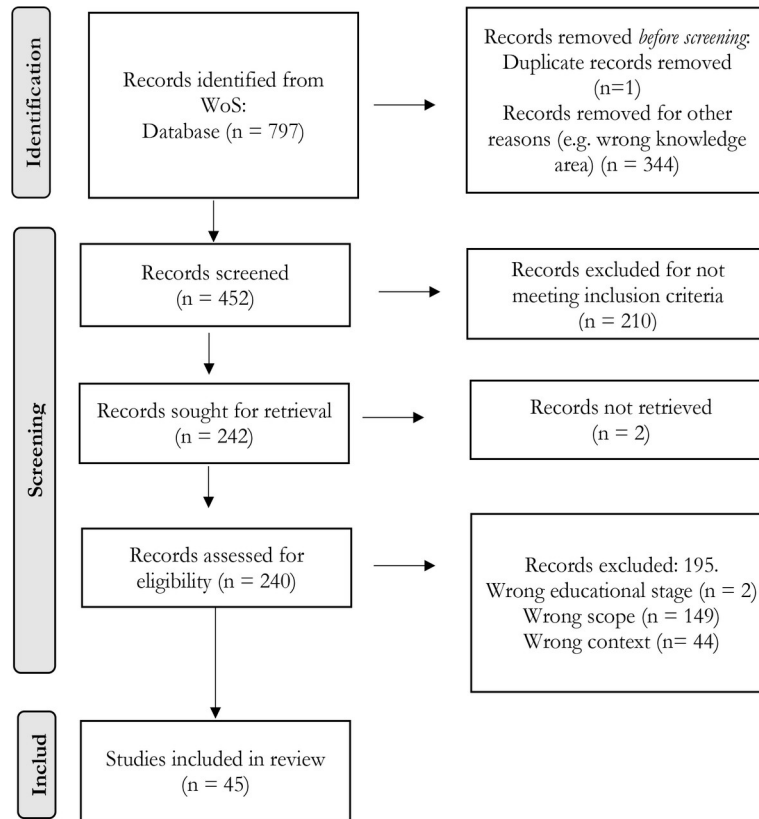 Identification
Records identified from
WoS:
Database (n = 797)
Records removed before screening:
Duplicate records removed
(n=1)
Records removed for other
reasons (e.g. wrong knowledge
area) (n = 344)
Screening
Records screened
(n = 452)
Records excluded for not
meeting inclusion criteria
(n = 210)
Records sought for retrieval
(n = 242)
Records not retrieved
(n = 2)
Records assessed for
eligibility (n = 240)
Records excluded: 195.
Wrong educational stage (n = 2)
Wrong scope (n = 149)
Wrong context (n= 44)
Includ
Studies included in review
(n = 45)